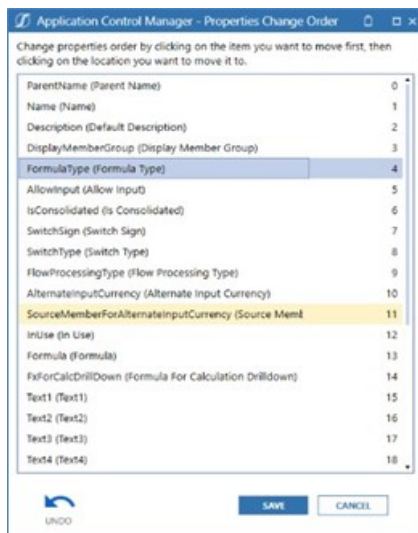 Application Control Manager - Properties Change Order
Change properties order by clicking on the item you want to move first, then
clicking on the location you want to move it to.
ParentName (Parent Name) 0
Name (Name) 1
Description (Default Description) 2
DisplayMemberGroup (Display Member Group) 3
FormulaType (Formula Type) 4
AllowInput (Allow Input) 5
IsConsolidated (Is Consolidated) 6
SwitchSign (Switch Sign) 7
SwitchType (Switch Type) 8
FlowProcessingType (Flow Processing Type) 9
AlternateInputCurrency (Alternate Input Currency) 10
SourceMemberForAlternateInputCurrency (Source Meml 11
InUse (In Use) 12
Formula (Formula) 13
FxForCalcDrillDown (Formula For Calculation Drilldown) 14
Text1 (Text1) 15
Text2 (Text2) 16
Text3 (Text3) 17
Text4 (Text4) 18
UNDO
SAVE CANCEL